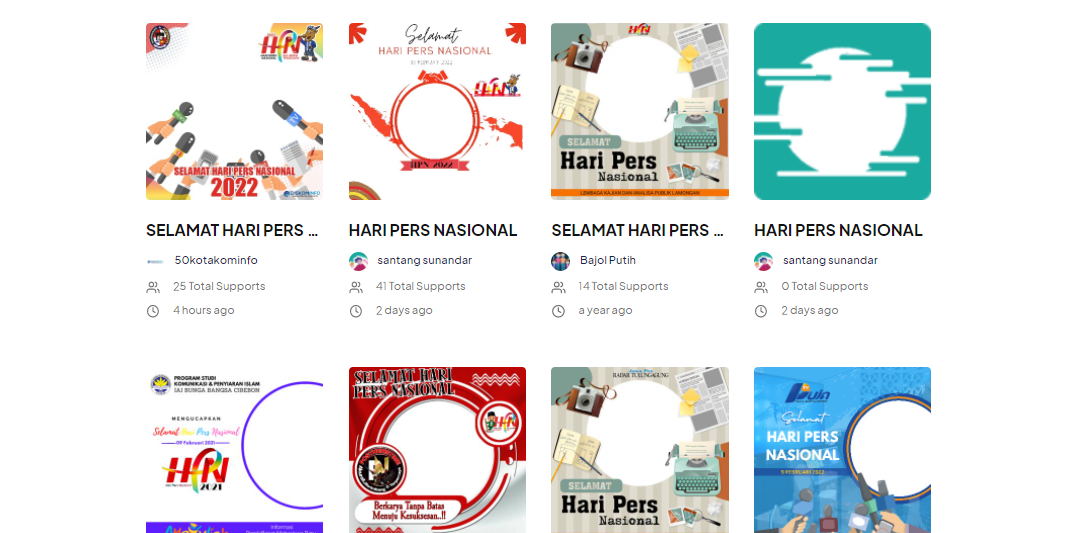 HPN
Selamat
HARI PERS NASIONAL
HPN
HPN
SELAMAT HARI PERS NASIONAL
2022
HPN 2022
SELAMAT
Hari Pers
Nasional
LEMBAGA KAJIAN DAN ANALISA PUBLIK LAMONGAN
SELAMAT HARI PERS ...
HARI PERS NASIONAL
SELAMAT HARI PERS ...
HARI PERS NASIONAL
50kotakominfo
santang sunandar
Bajol Putih
santang sunandar
25 Total Supports
41 Total Supports
14 Total Supports
0 Total Supports
4 hours ago
2 days ago
a year ago
2 days ago
PROGRAM STUDI
KOMUNIKASI & PENYIARAN ISLAM
IAI BUNGA BANGSA CIREBON
MENGUCAPKAN
Selamat Hari Pers Nasional
09 Februari 2021
HPN
2021
Informasi
SELAMAT HARI
PERS NASIONAL
HPN
Berkarya Tanpa Batas
Menuju Kesuksesan..!!
RADAR TULUNGAGUNG
SELAMAT
Hari Pers
Nasional
Selamat
HARI PERS
NASIONAL
9 FEBRUARI 2022